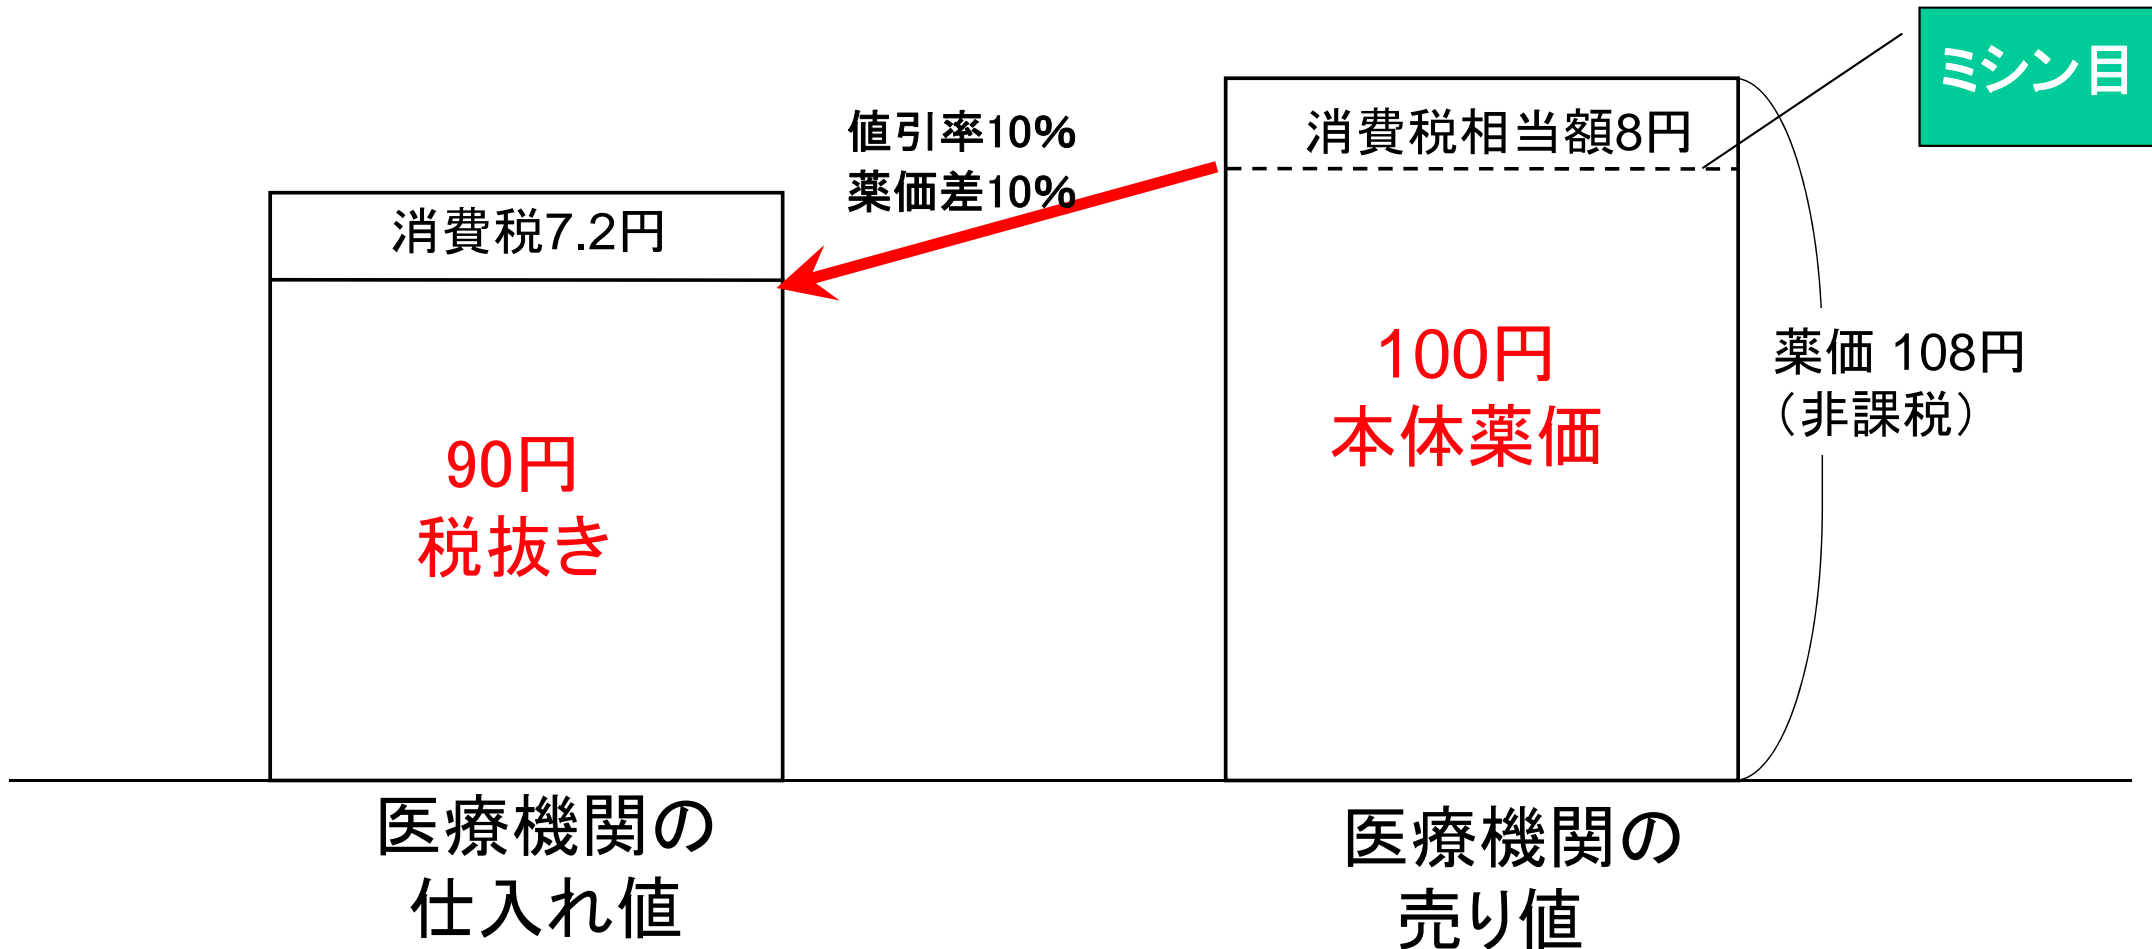 ミシン目
値引率10%
薬価差10%
消費税相当額8円
消費税7.2円
100円
本体薬価
薬価 108円
（非課税）
90円
税抜き
医療機関の
仕入れ値
医療機関の
売り値